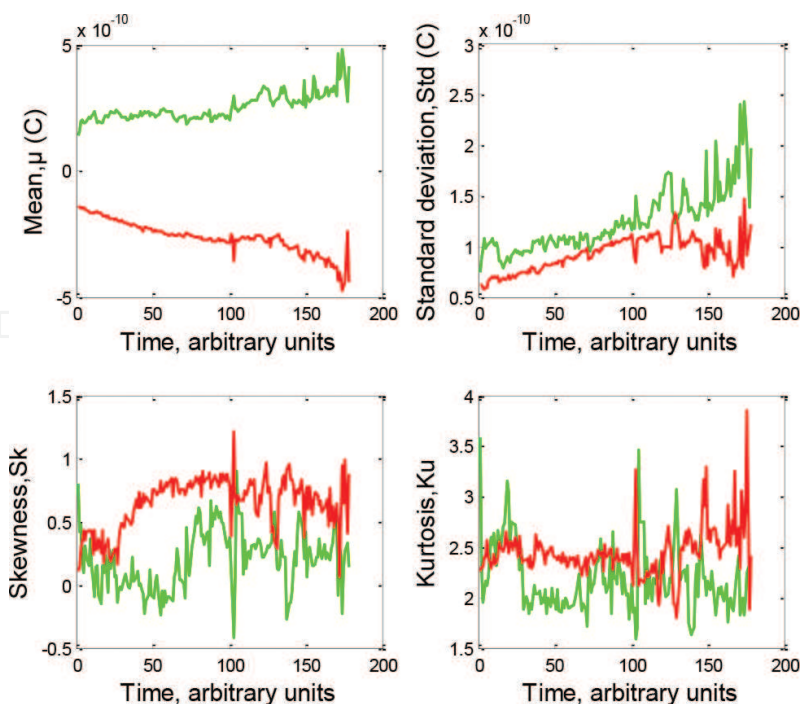 x 10⁻¹⁰
5
0
-5
Mean,μ (C)
0 50 100 150 200
Time, arbitrary units
x 10⁻¹⁰
3
2.5
2
1.5
1
0.5
Standard deviation,Std (C)
0 50 100 150 200
Time, arbitrary units
1.5
1
0.5
0
-0.5
Skewness,Sk
0 50 100 150 200
Time, arbitrary units
4
3.5
3
2.5
2
1.5
Kurtosis,Ku
0 50 100 150 200
Time, arbitrary units